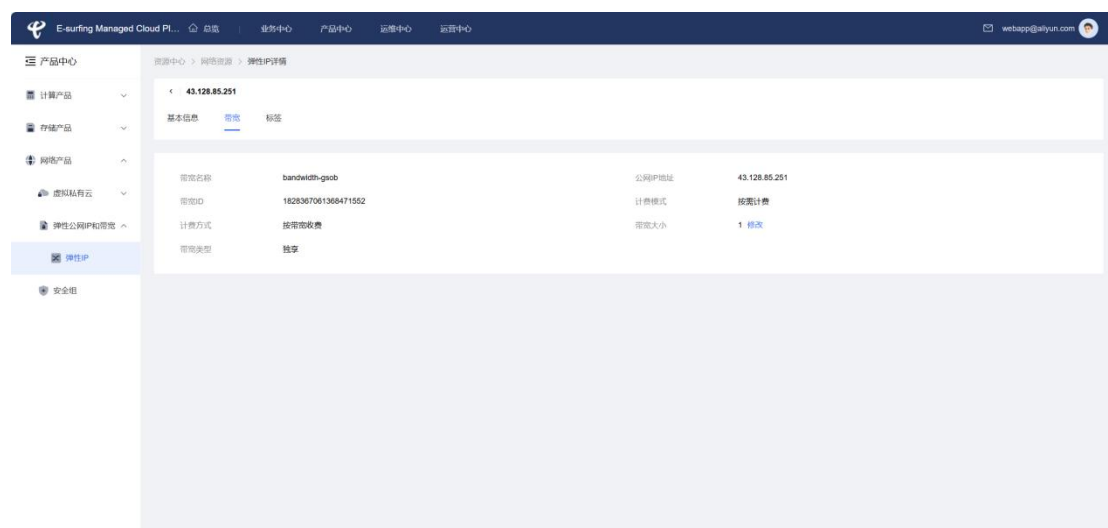 E-surfing Managed Cloud Pl... 总览 业务中心 产品中心 运维中心 运营中心 webapp@aliyun.com
产品中心
资源中心 > 网络资源 > 弹性IP详情
计算产品
存储产品
网络产品
虚拟私有云
弹性公网IP和带宽
弹性IP
安全组
43.128.85.251
基本信息 带宽 标签
带宽名称 bandwidth-gsob 公网IP地址 43.128.85.251
带宽ID 1828367061368471552 计费模式 按需计费
计费方式 按带宽收费 带宽大小 1 修改
带宽类型 独享